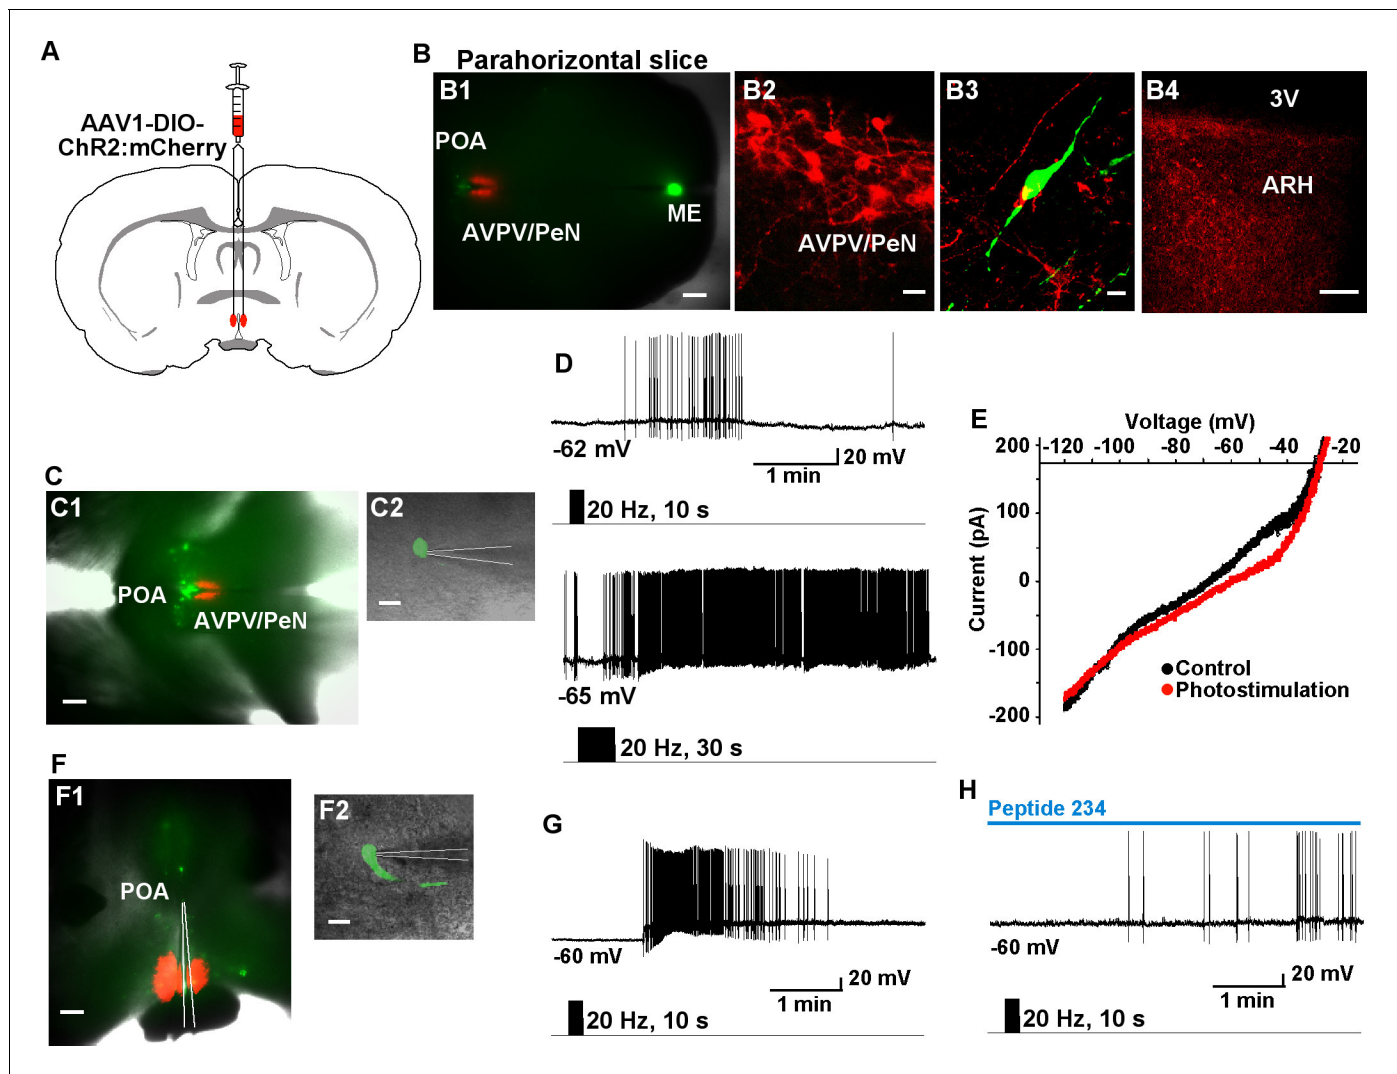 A
AAV1-DIO-
ChR2:mCherry
B
Parahorizontal slice
B1
POA
AVPV/PeN
ME
B2
AVPV/PeN
B3
B4
3V
ARH
C
C1
POA
AVPV/PeN
C2
D
-62 mV
20 mV
1 min
20 Hz, 10 s
-65 mV
20 Hz, 30 s
E
Voltage (mV)
-120 -100 -80 -60 -40 -20
Current (pA)
200
100
0
-100
-200
Control
Photostimulation
F
F1
POA
F2
G
-60 mV
20 mV
1 min
20 Hz, 10 s
H
Peptide 234
-60 mV
20 mV
1 min
20 Hz, 10 s